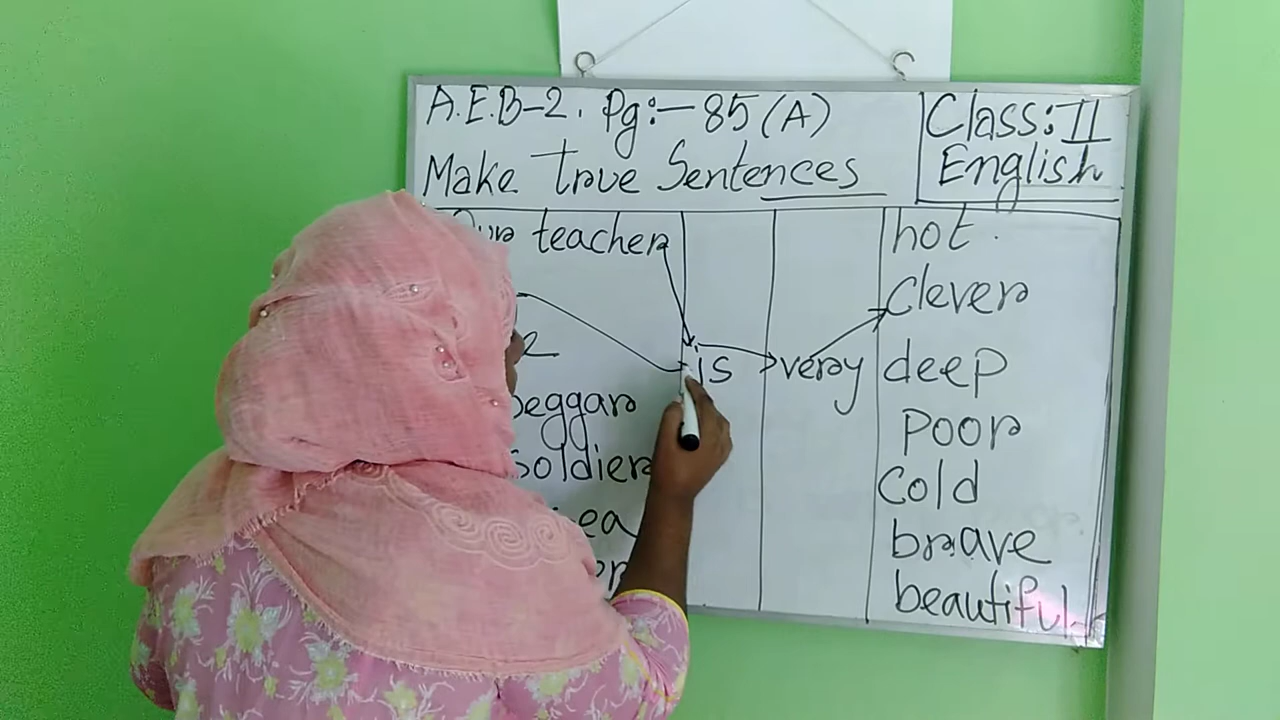 A.E.B-2. Pg:-85(A)
Make True Sentences
Class: II
English
Our teacher
hot.
Clever
is very deep
beggar
poor
soldier
Cold
brave
beautiful